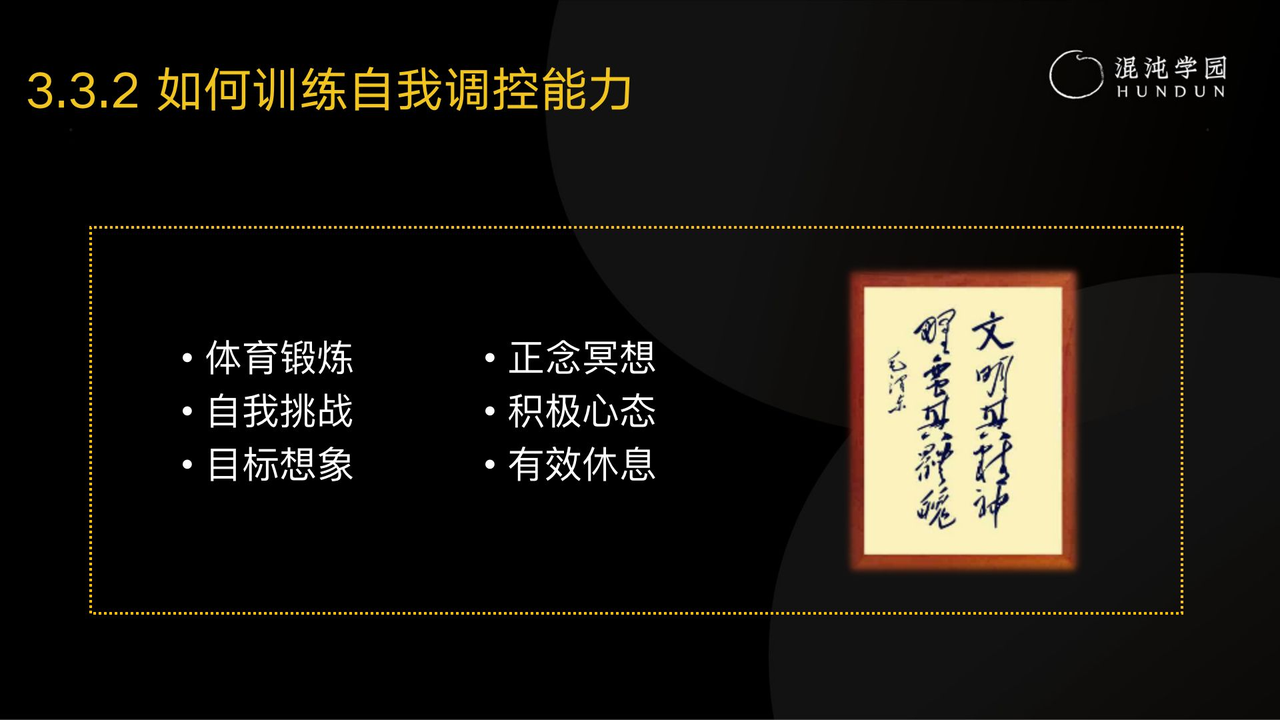 3.3.2 如何训练自我调控能力
混沌学园
HUNDUN
• 体育锻炼
• 自我挑战
• 目标想象
• 正念冥想
• 积极心态
• 有效休息
文明其精神
野蛮其體魄
毛泽东